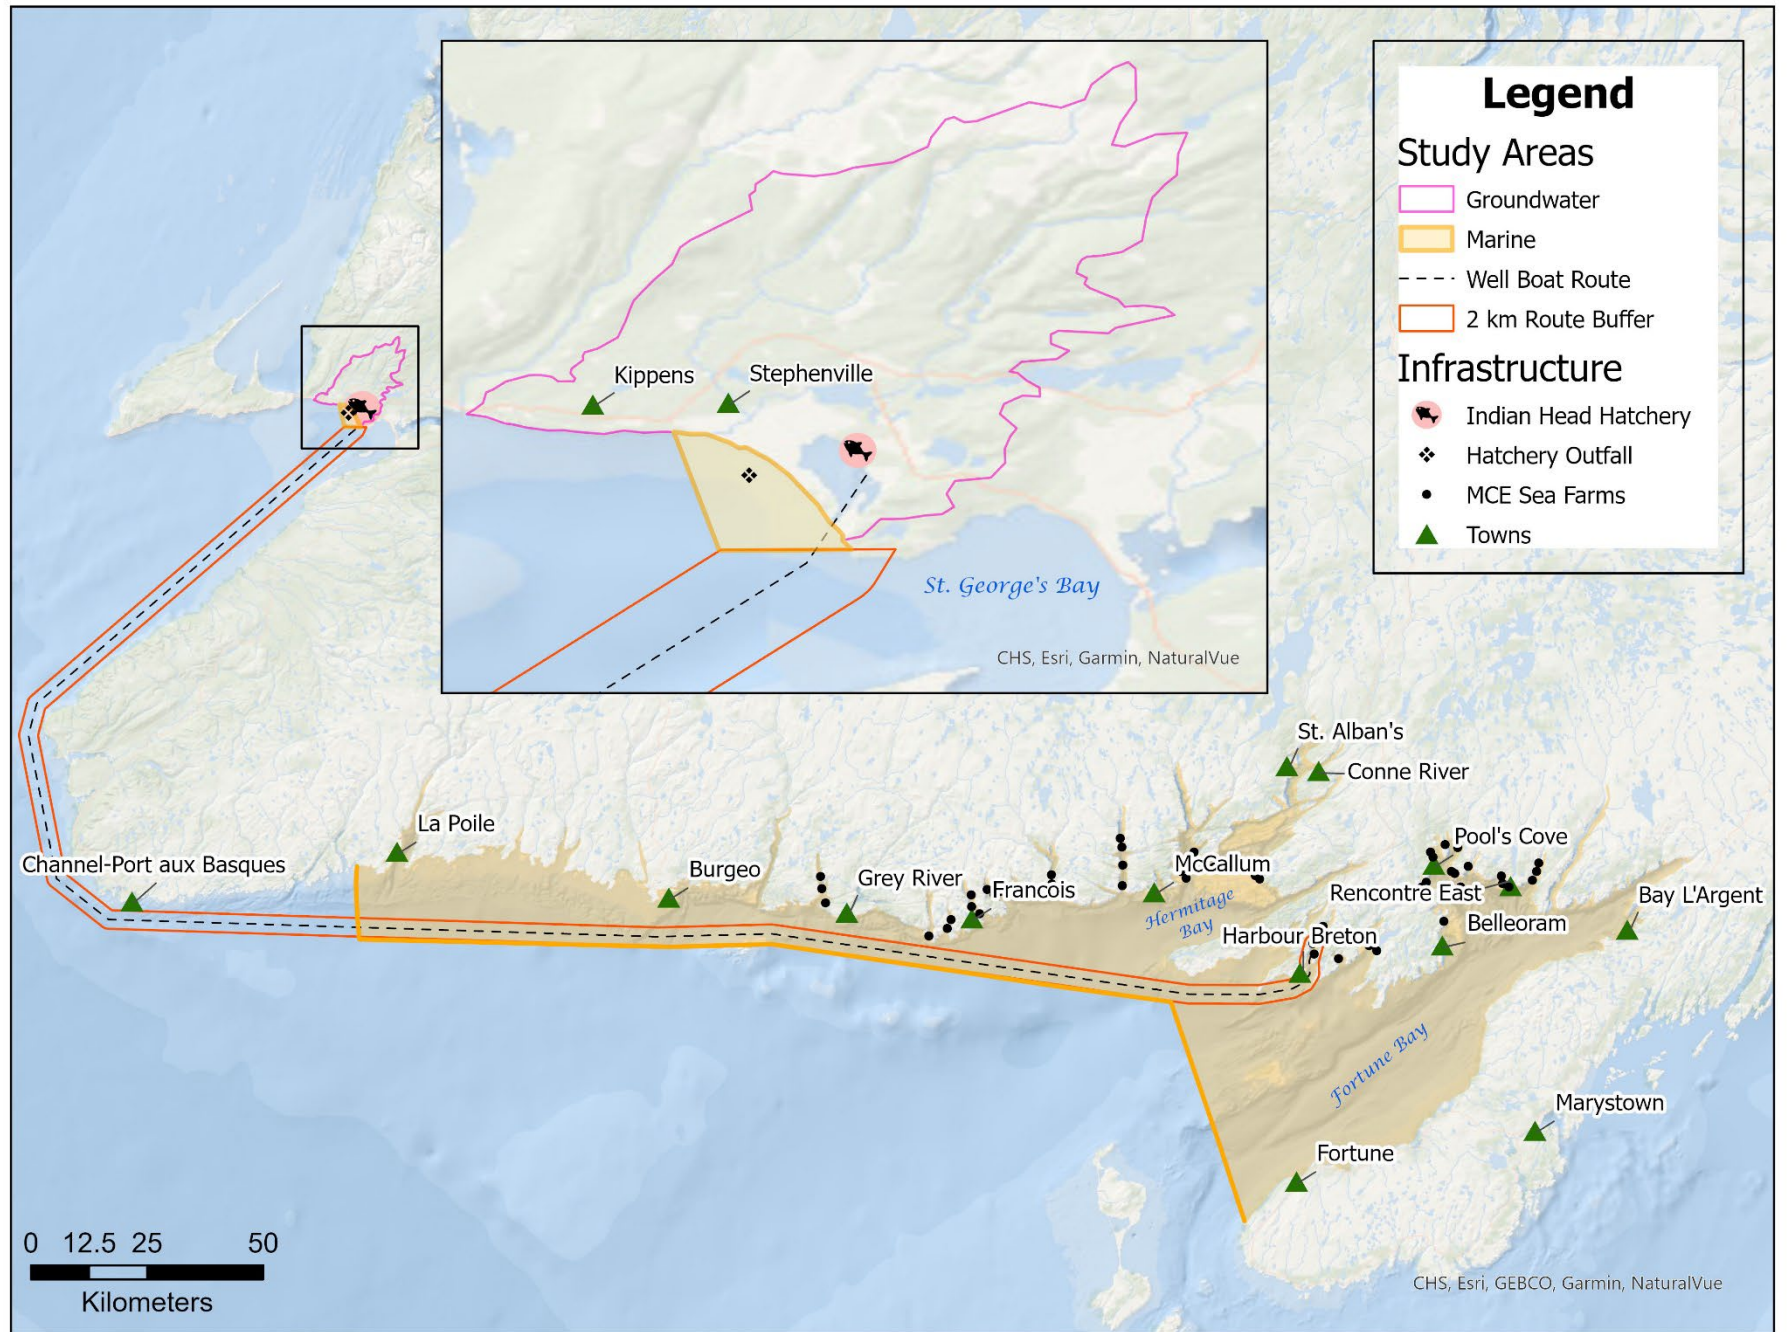 Legend
Study Areas
Groundwater
Marine
Well Boat Route
2 km Route Buffer
Infrastructure
Indian Head Hatchery
Hatchery Outfall
MCE Sea Farms
Towns
Kippens
Stephenville
St. George's Bay
CHS, Esri, Garmin, NaturalVue
St. Alban's
Conne River
La Poile
Channel-Port aux Basques
Burgeo
Grey River
Francois
McCallum
Hermitage
Bay
Pool's Cove
Rencontre East
Bay L'Argent
Belleoram
Harbour Breton
Fortune Bay
Marystown
Fortune
0 12.5 25 50
Kilometers
CHS, Esri, GEBCO, Garmin, NaturalVue